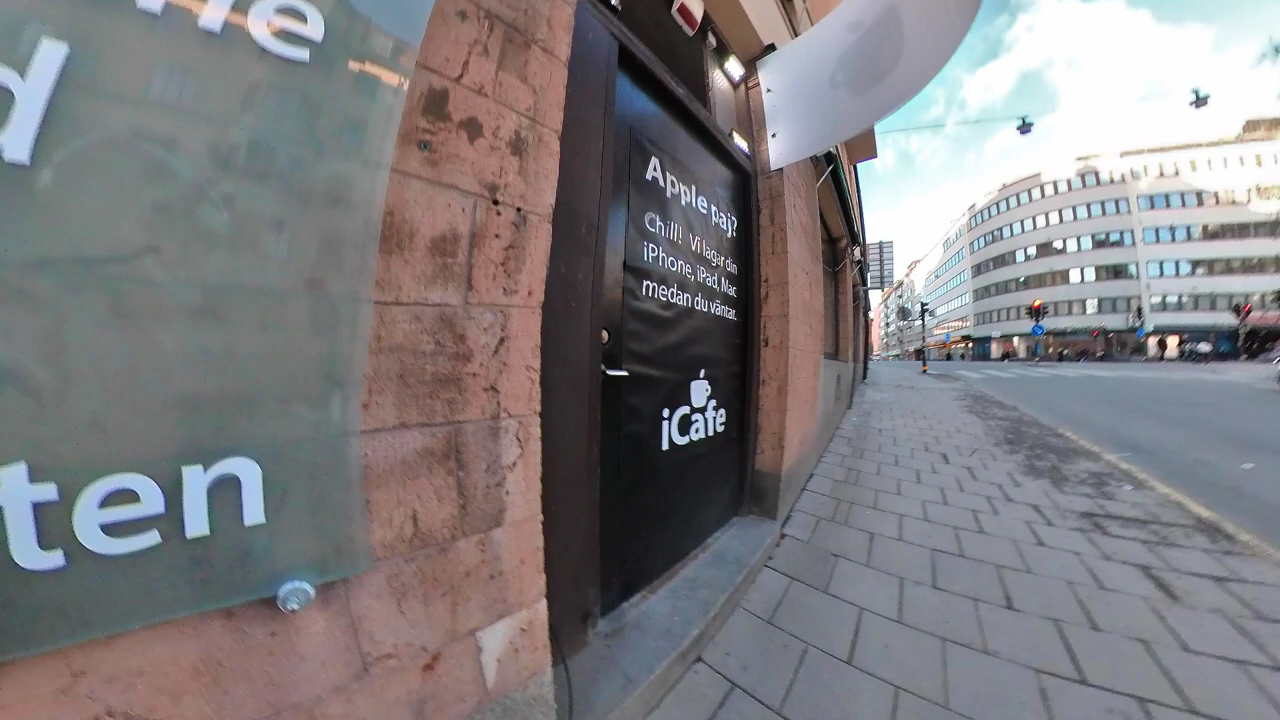 ten
Apple paj?
Chill! Vi lagar din
iPhone, iPad, Mac
medan du väntar.
iCafe